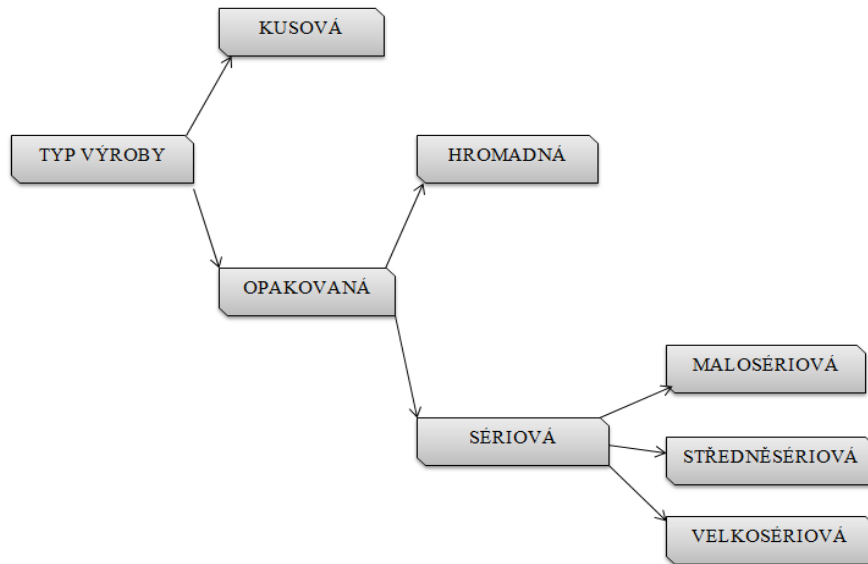 KUSOVÁ
TYP VÝROBY
HROMADNÁ
OPAKOVANÁ
MALOSÉRIOVÁ
SÉRIOVÁ
STŘEDNĚSÉRIOVÁ
VELKOSÉRIOVÁ